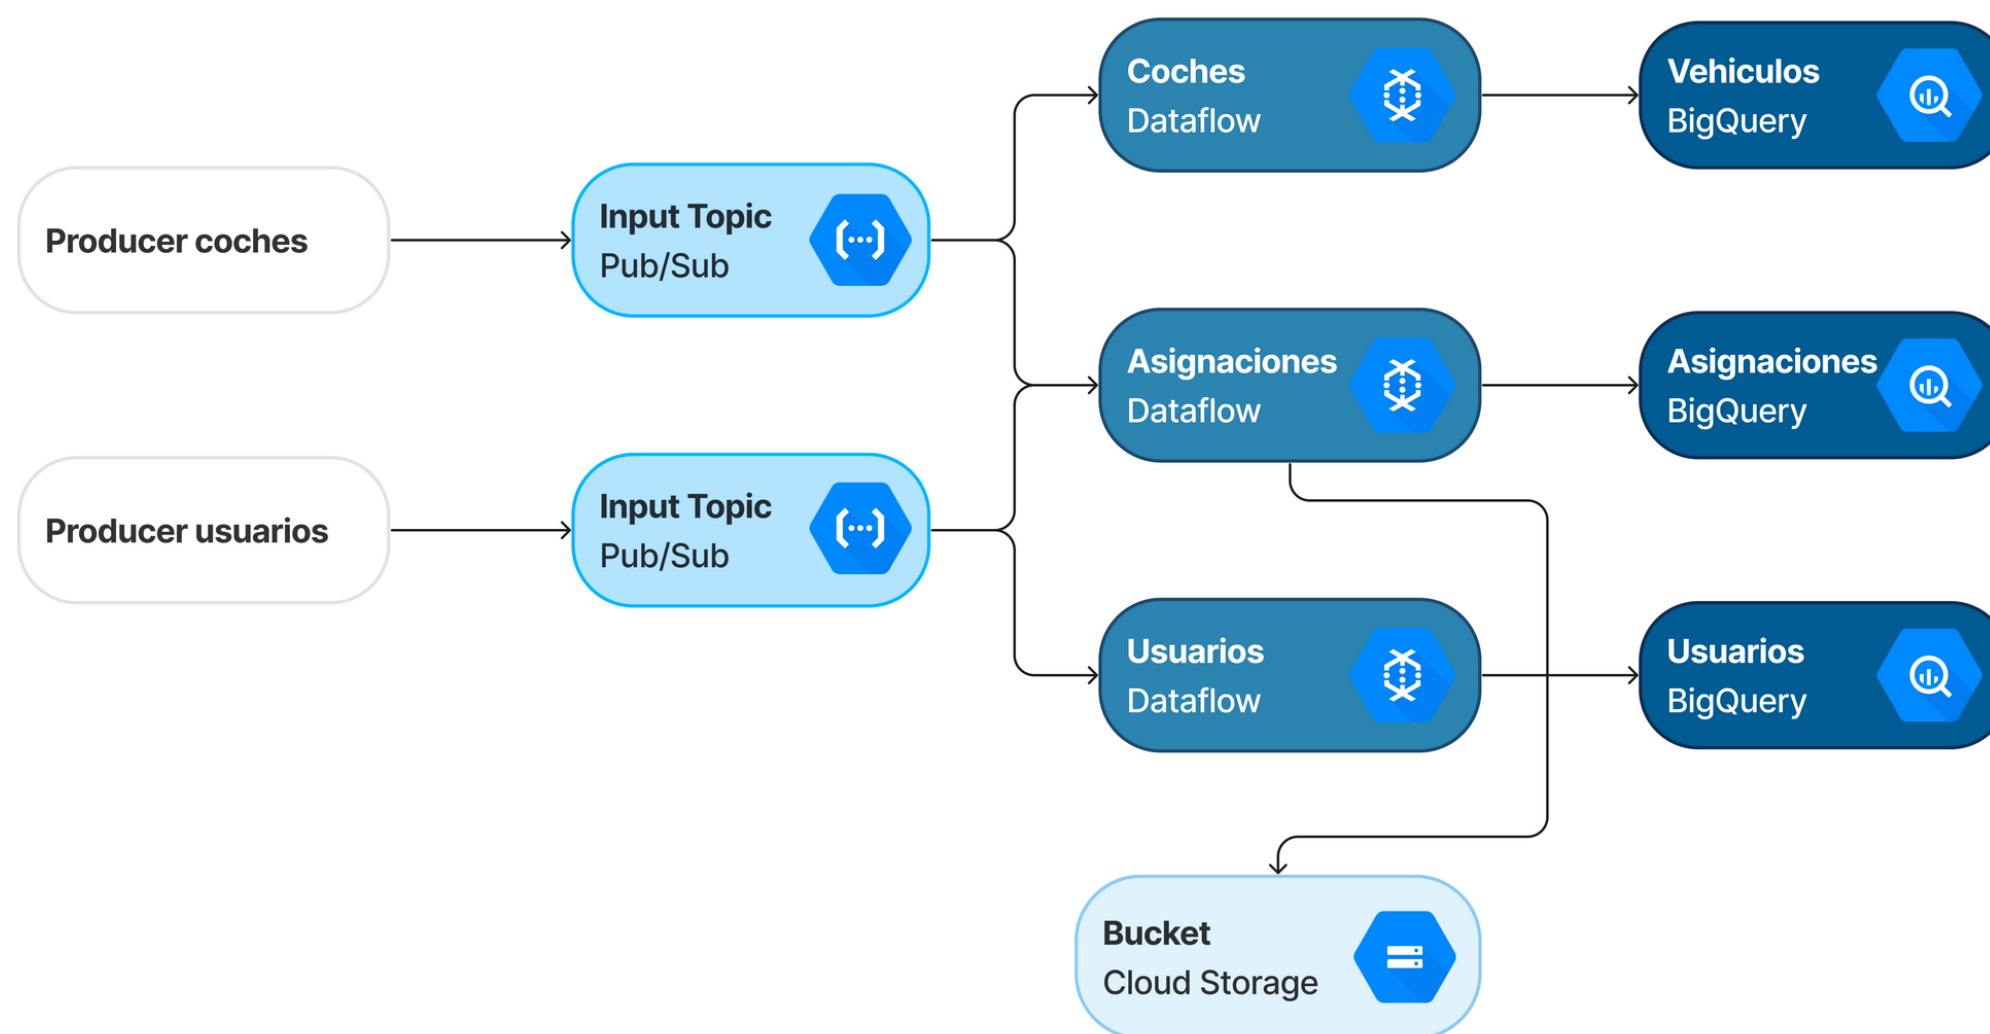 Coches
Dataflow
Vehiculos
BigQuery
Producer coches
Input Topic
Pub/Sub
Asignaciones
Dataflow
Asignaciones
BigQuery
Producer usuarios
Input Topic
Pub/Sub
Usuarios
Dataflow
Usuarios
BigQuery
Bucket
Cloud Storage